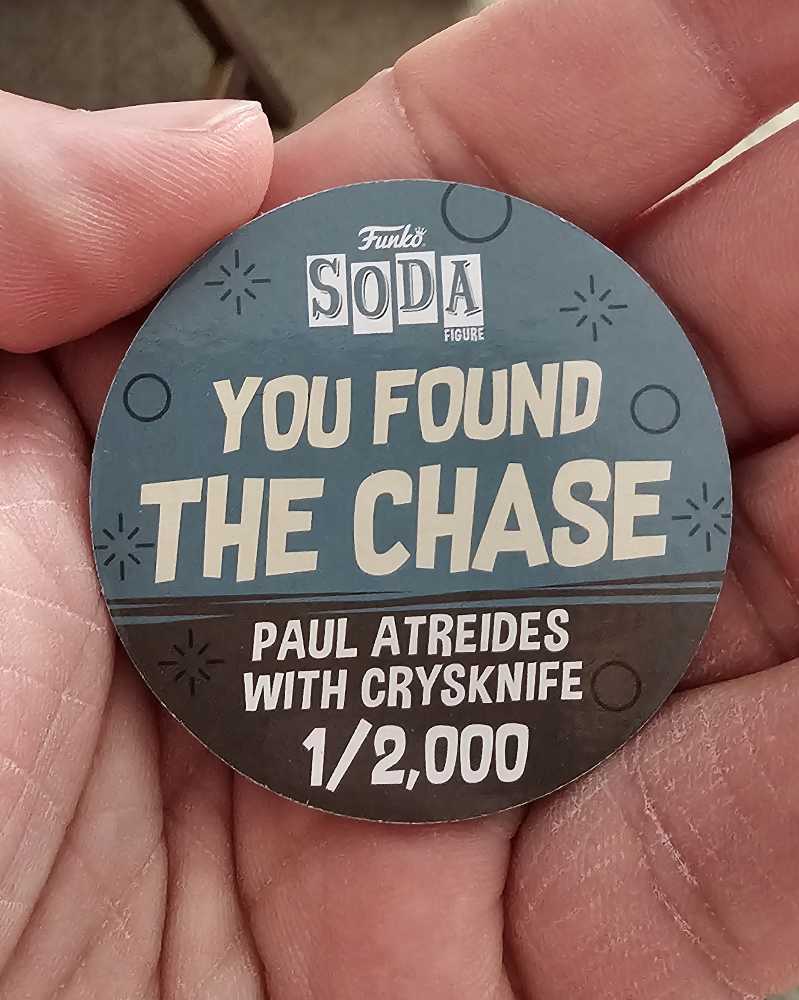 Funko
SODA
FIGURE
YOU FOUND
THE CHASE
PAUL ATREIDES
WITH CRYSKNIFE
1/2,000